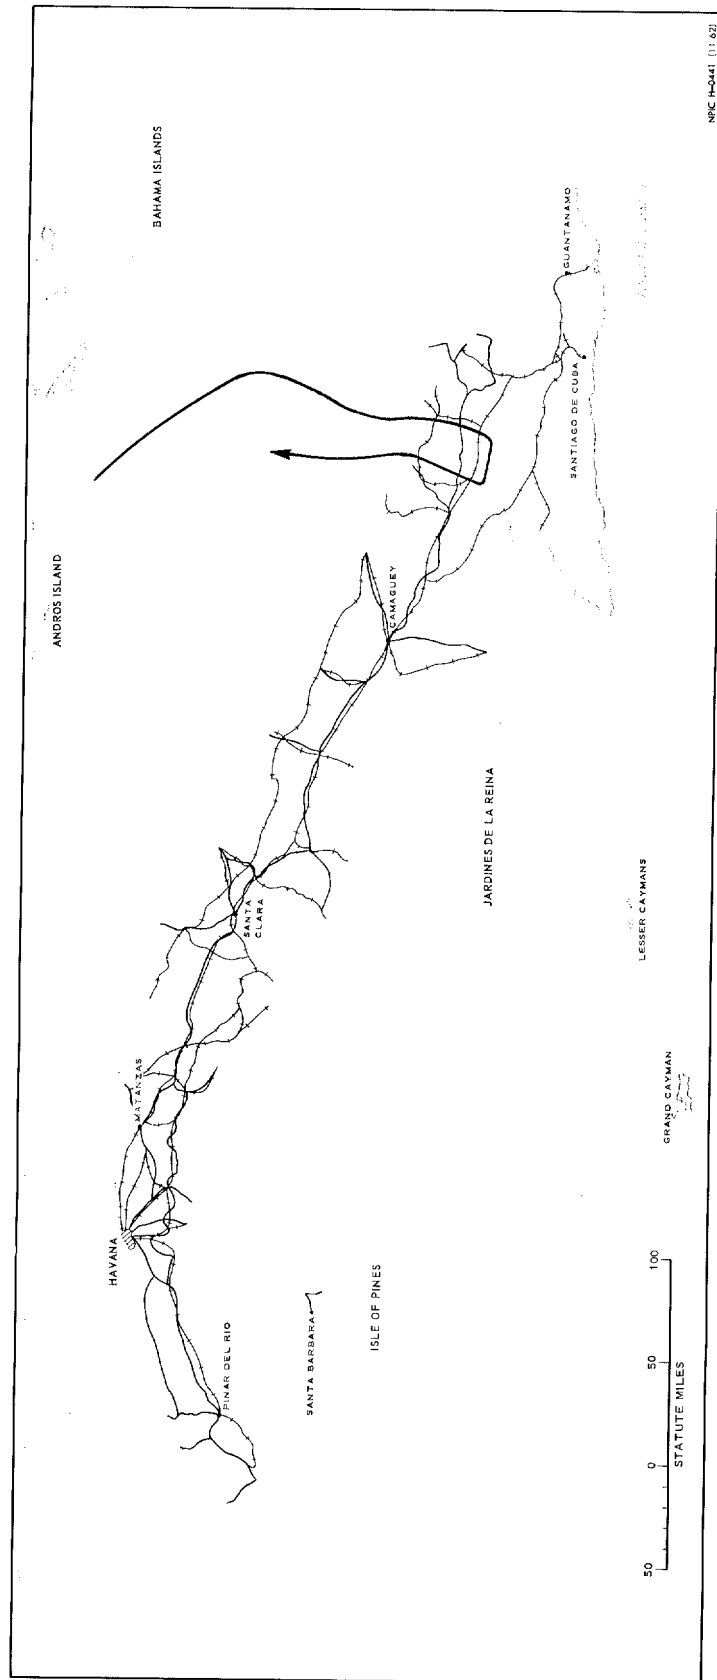 BAHAMA ISLANDS
ANDROS ISLAND
HAVANA
MATANZAS
PINAR DEL RIO
SANTA
CLARA
SANTA BARBARA
ISLE OF PINES
CAMAGUEY
JARDINES DE LA REINA
GUANTANAMO
SANTIAGO DE CUBA
LESSER CAYMANS
GRAND CAYMAN
50 0 50 100
STATUTE MILES
NPIC H-0441 (11 62)